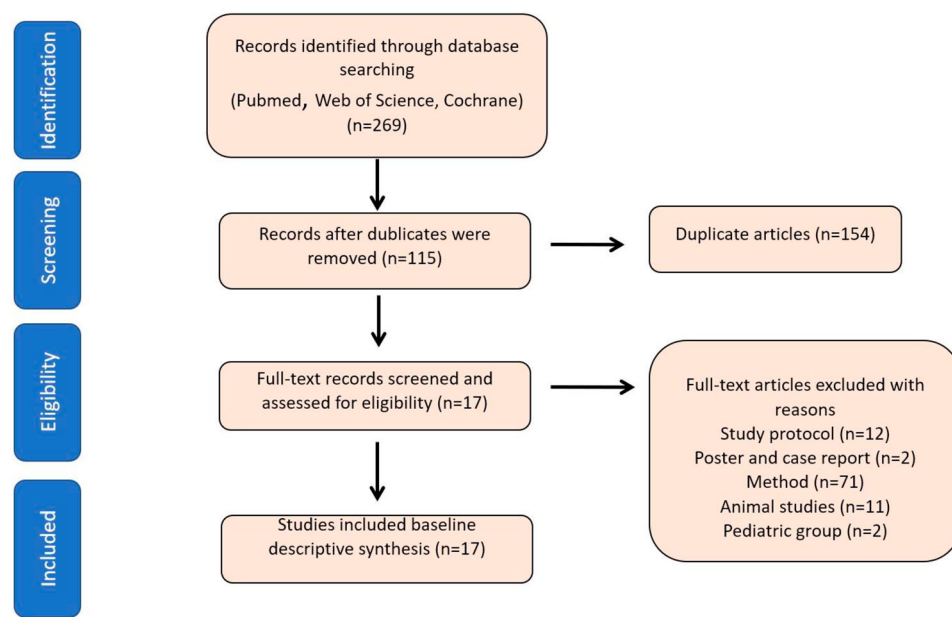 Identification
Records identified through database
searching
(Pubmed, Web of Science, Cochrane)
(n=269)
Screening
Records after dublicates were
removed (n=115)
Duplicate articles (n=154)
Eligibility
Full-text records screened and
assessed for eligibility (n=17)
Full-text articles excluded with
reasons
Study protocol (n=12)
Poster and case report (n=2)
Method (n=71)
Animal studies (n=11)
Pediatric group (n=2)
Included
Studies included baseline
descriptive synthesis (n=17)